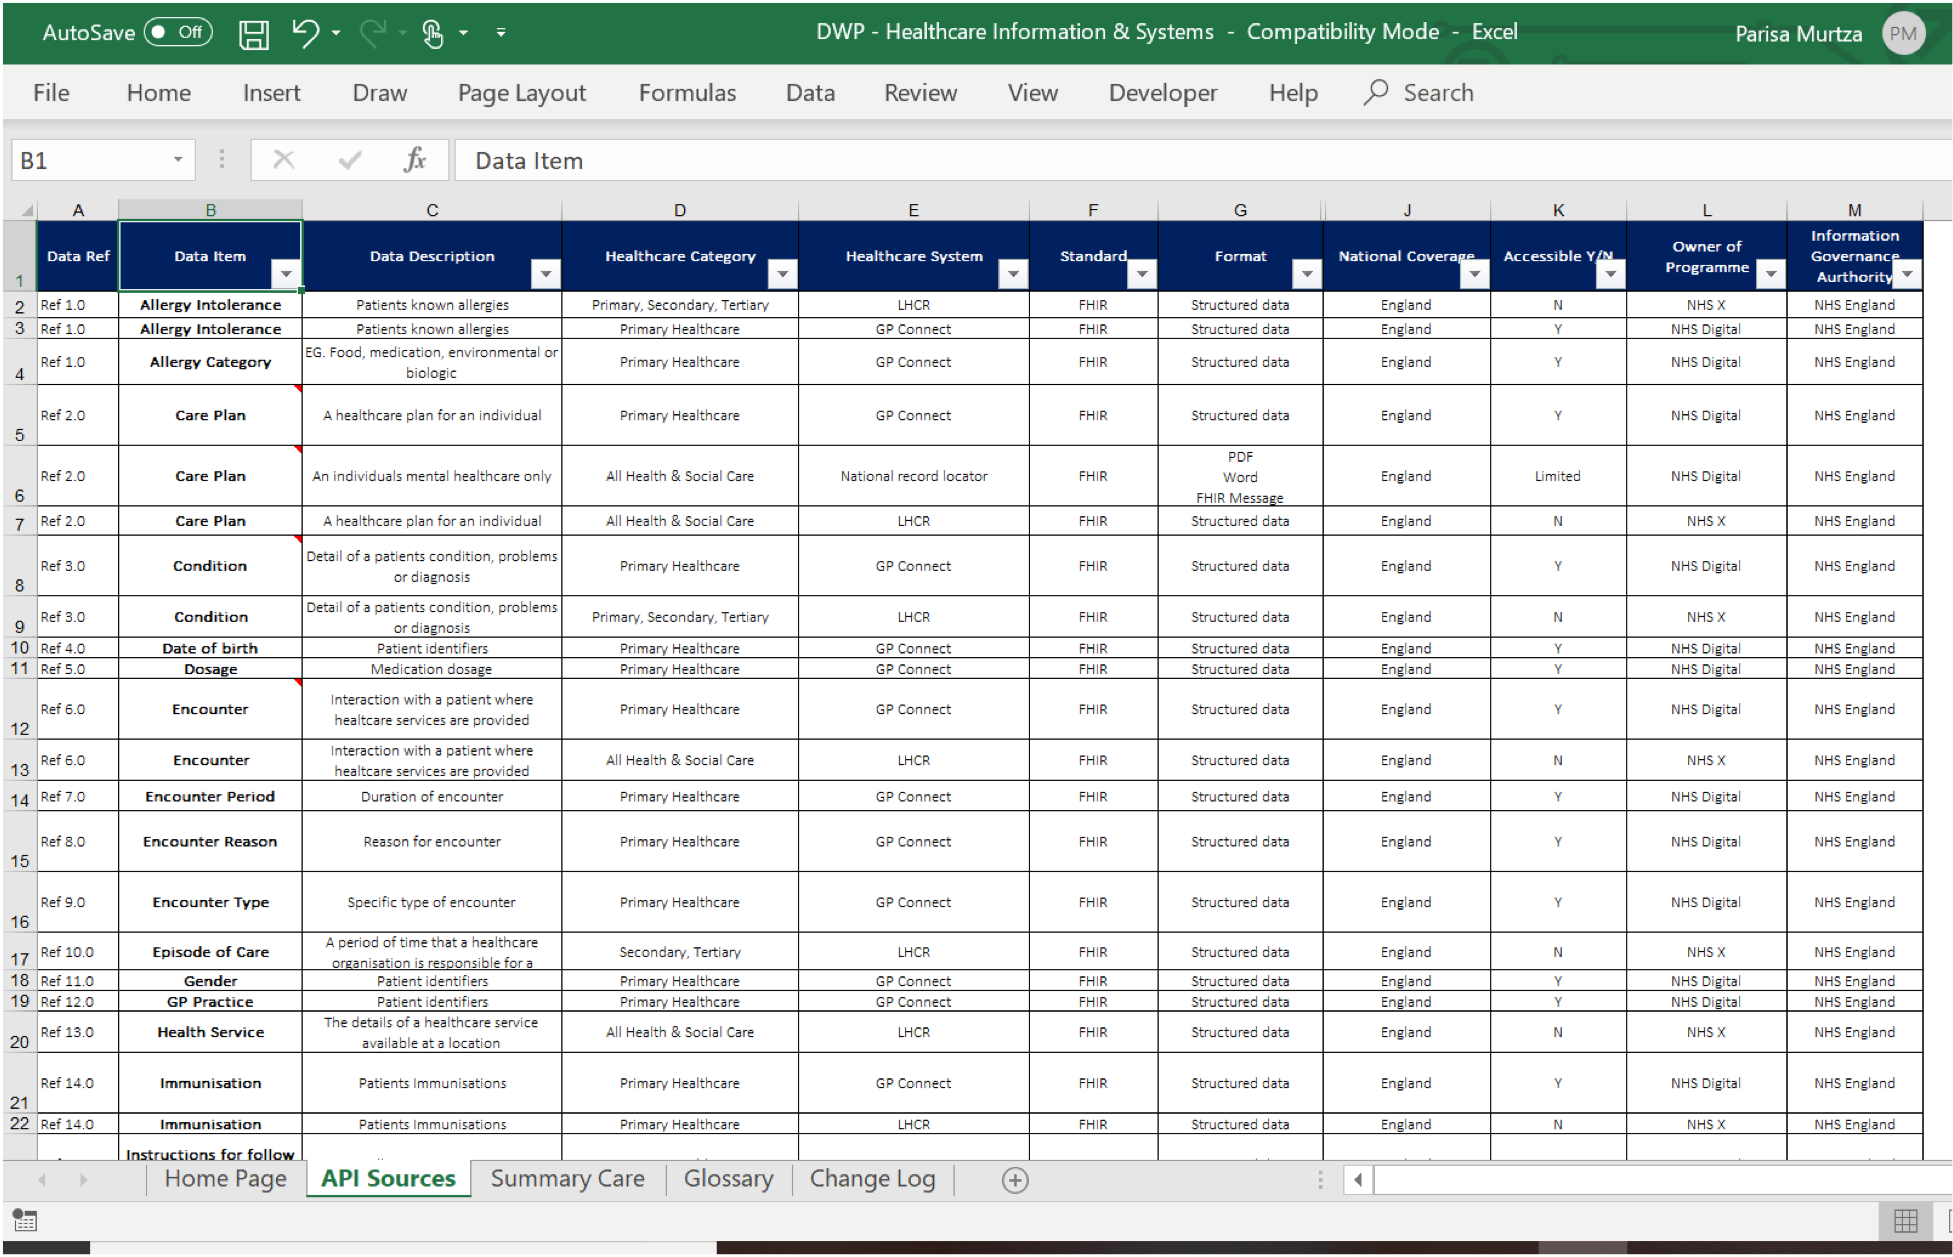 AutoSave Off DWP - Healthcare Information & Systems - Compatibility Mode - Excel Parisa Murtza PM
File Home Insert Draw Page Layout Formulas Data Review View Developer Help Search
B1 fx Data Item
A B C D E F G J K L M
1 Data Ref Data Item Data Description Healthcare Category Healthcare System Standard Format National Coverage Accessible Y/N Owner of Programme Information Governance Aurthority
2 Ref 1.0 Allergy Intolerance Patients known allergies Primary, Secondary, Tertiary LHCR FHIR Structured data England N NHS X NHS England
3 Ref 1.0 Allergy Intolerance Patients known allergies Primary Healthcare GP Connect FHIR Structured data England Y NHS Digital NHS England
4 Ref 1.0 Allergy Category EG. Food, medication, environmental or biologic Primary Healthcare GP Connect FHIR Structured data England Y NHS Digital NHS England
5 Ref 2.0 Care Plan A healthcare plan for an individual Primary Healthcare GP Connect FHIR Structured data England Y NHS Digital NHS England
6 Ref 2.0 Care Plan An individuals mental healthcare only All Health & Social Care National record locator FHIR PDF Word FHIR Message England Limited NHS Digital NHS England
7 Ref 2.0 Care Plan A healthcare plan for an individual All Health & Social Care LHCR FHIR Structured data England N NHS X NHS England
8 Ref 3.0 Condition Detail of a patients condition, problems or diagnosis Primary Healthcare GP Connect FHIR Structured data England Y NHS Digital NHS England
9 Ref 3.0 Condition Detail of a patients condition, problems or diagnosis Primary, Secondary, Tertiary LHCR FHIR Structured data England N NHS X NHS England
10 Ref 4.0 Date of birth Patient identifiers Primary Healthcare GP Connect FHIR Structured data England Y NHS Digital NHS England
11 Ref 5.0 Dosage Medication dosage Primary Healthcare GP Connect FHIR Structured data England Y NHS Digital NHS England
12 Ref 6.0 Encounter Interaction with a patient where healtcare services are provided Primary Healthcare GP Connect FHIR Structured data England Y NHS Digital NHS England
13 Ref 6.0 Encounter Interaction with a patient where healtcare services are provided All Health & Social Care LHCR FHIR Structured data England N NHS X NHS England
14 Ref 7.0 Encounter Period Duration of encounter Primary Healthcare GP Connect FHIR Structured data England Y NHS Digital NHS England
15 Ref 8.0 Encounter Reason Reason for encounter Primary Healthcare GP Connect FHIR Structured data England Y NHS Digital NHS England
16 Ref 9.0 Encounter Type Specific type of encounter Primary Healthcare GP Connect FHIR Structured data England Y NHS Digital NHS England
17 Ref 10.0 Episode of Care A period of time that a healthcare organisation is responsible for a Secondary, Tertiary LHCR FHIR Structured data England N NHS X NHS England
18 Ref 11.0 Gender Patient identifiers Primary Healthcare GP Connect FHIR Structured data England Y NHS Digital NHS England
19 Ref 12.0 GP Practice Patient identifiers Primary Healthcare GP Connect FHIR Structured data England Y NHS Digital NHS England
20 Ref 13.0 Health Service The details of a healthcare service available at a location All Health & Social Care LHCR FHIR Structured data England N NHS X NHS England
21 Ref 14.0 Immunisation Patients Immunisations Primary Healthcare GP Connect FHIR Structured data England Y NHS Digital NHS England
22 Ref 14.0 Immunisation Patients Immunisations Primary Healthcare LHCR FHIR Structured data England N NHS X NHS England
Instructions for follow
Home Page API Sources Summary Care Glossary Change Log